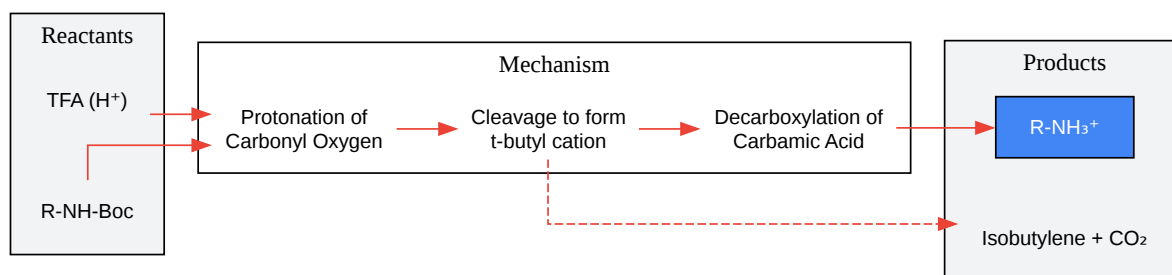 Reactants
TFA (H⁺)
R-NH-Boc
Mechanism
Protonation of
Carbonyl Oxygen
Cleavage to form
t-butyl cation
Decarboxylation of
Carbamic Acid
Products
R-NH₃⁺
Isobutylene + CO₂